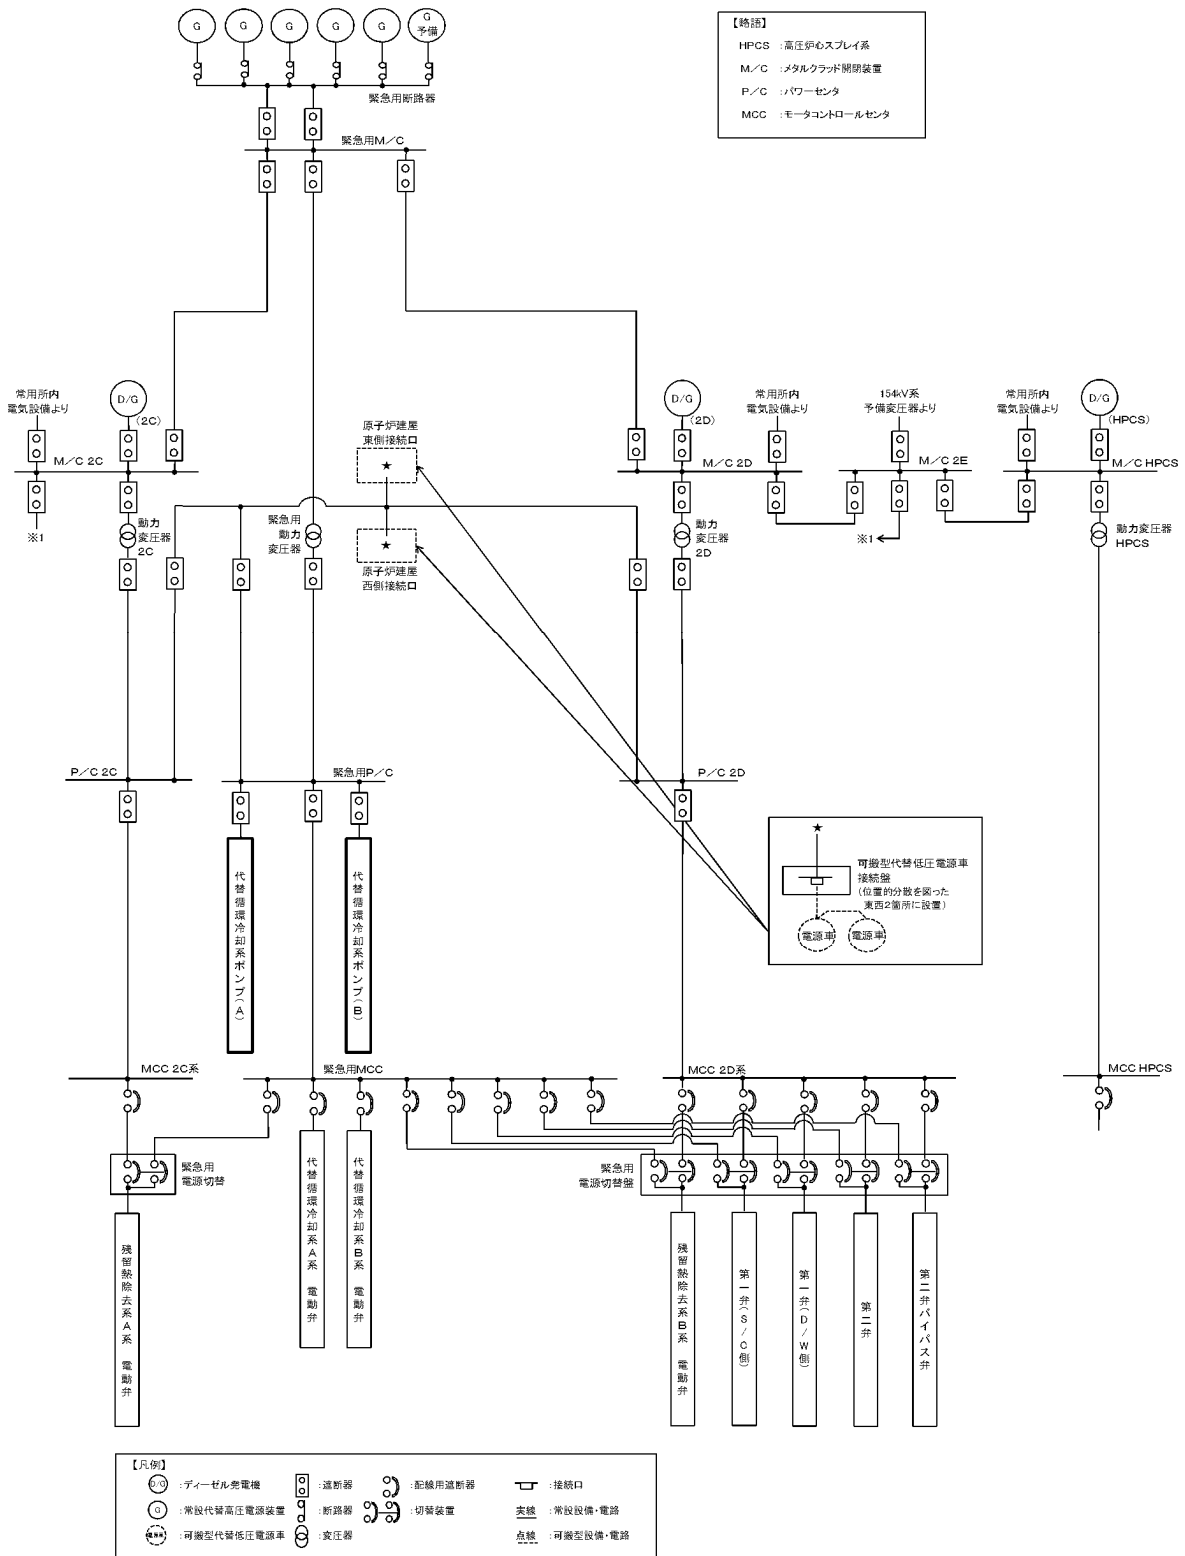 G
G
G
G
G
G
予備
緊急用断路器
緊急用M/C
【略語】
HPCS :高圧炉心スプレイ系
M/C :メタルクラッド開閉装置
P/C :パワーセンタ
MCC :モータコントロールセンタ
常用所内
電気設備より
D/G
(2C)
M/C 2C
※1
動力
変圧器
2C
緊急用
動力
変圧器
原子炉建屋
東側接続口
★
★
原子炉建屋
西側接続口
D/G
(2D)
M/C 2D
動力
変圧器
2D
常用所内
電気設備より
154kV系
予備変圧器より
M/C 2E
※1
常用所内
電気設備より
D/G
(HPCS)
M/C HPCS
動力変圧器
HPCS
P/C 2C
緊急用P/C
P/C 2D
代替循環冷却系ポンプ(A)
代替循環冷却系ポンプ(B)
★
可搬型代替低圧電源車
接続盤
(位置的分散を図った
東西2箇所に設置)
電源車
電源車
MCC 2C系
緊急用MCC
MCC 2D系
MCC HPCS
緊急用
電源切替
緊急用
電源切替盤
残留熱除去系A系 電動弁
代替循環冷却系A系 電動弁
代替循環冷却系B系 電動弁
残留熱除去系B系 電動弁
第一弁(S/C側)
第一弁(D/W側)
第二弁
第二弁バイパス弁
【凡例】
D/G :ディーゼル発電機
:遮断器
:配線用遮断器
:接続口
G :常設代替高圧電源装置
:断路器
:切替装置
実線 :常設設備・電路
電源車 :可搬型代替低圧電源車
:変圧器
点線 :可搬型設備・電路